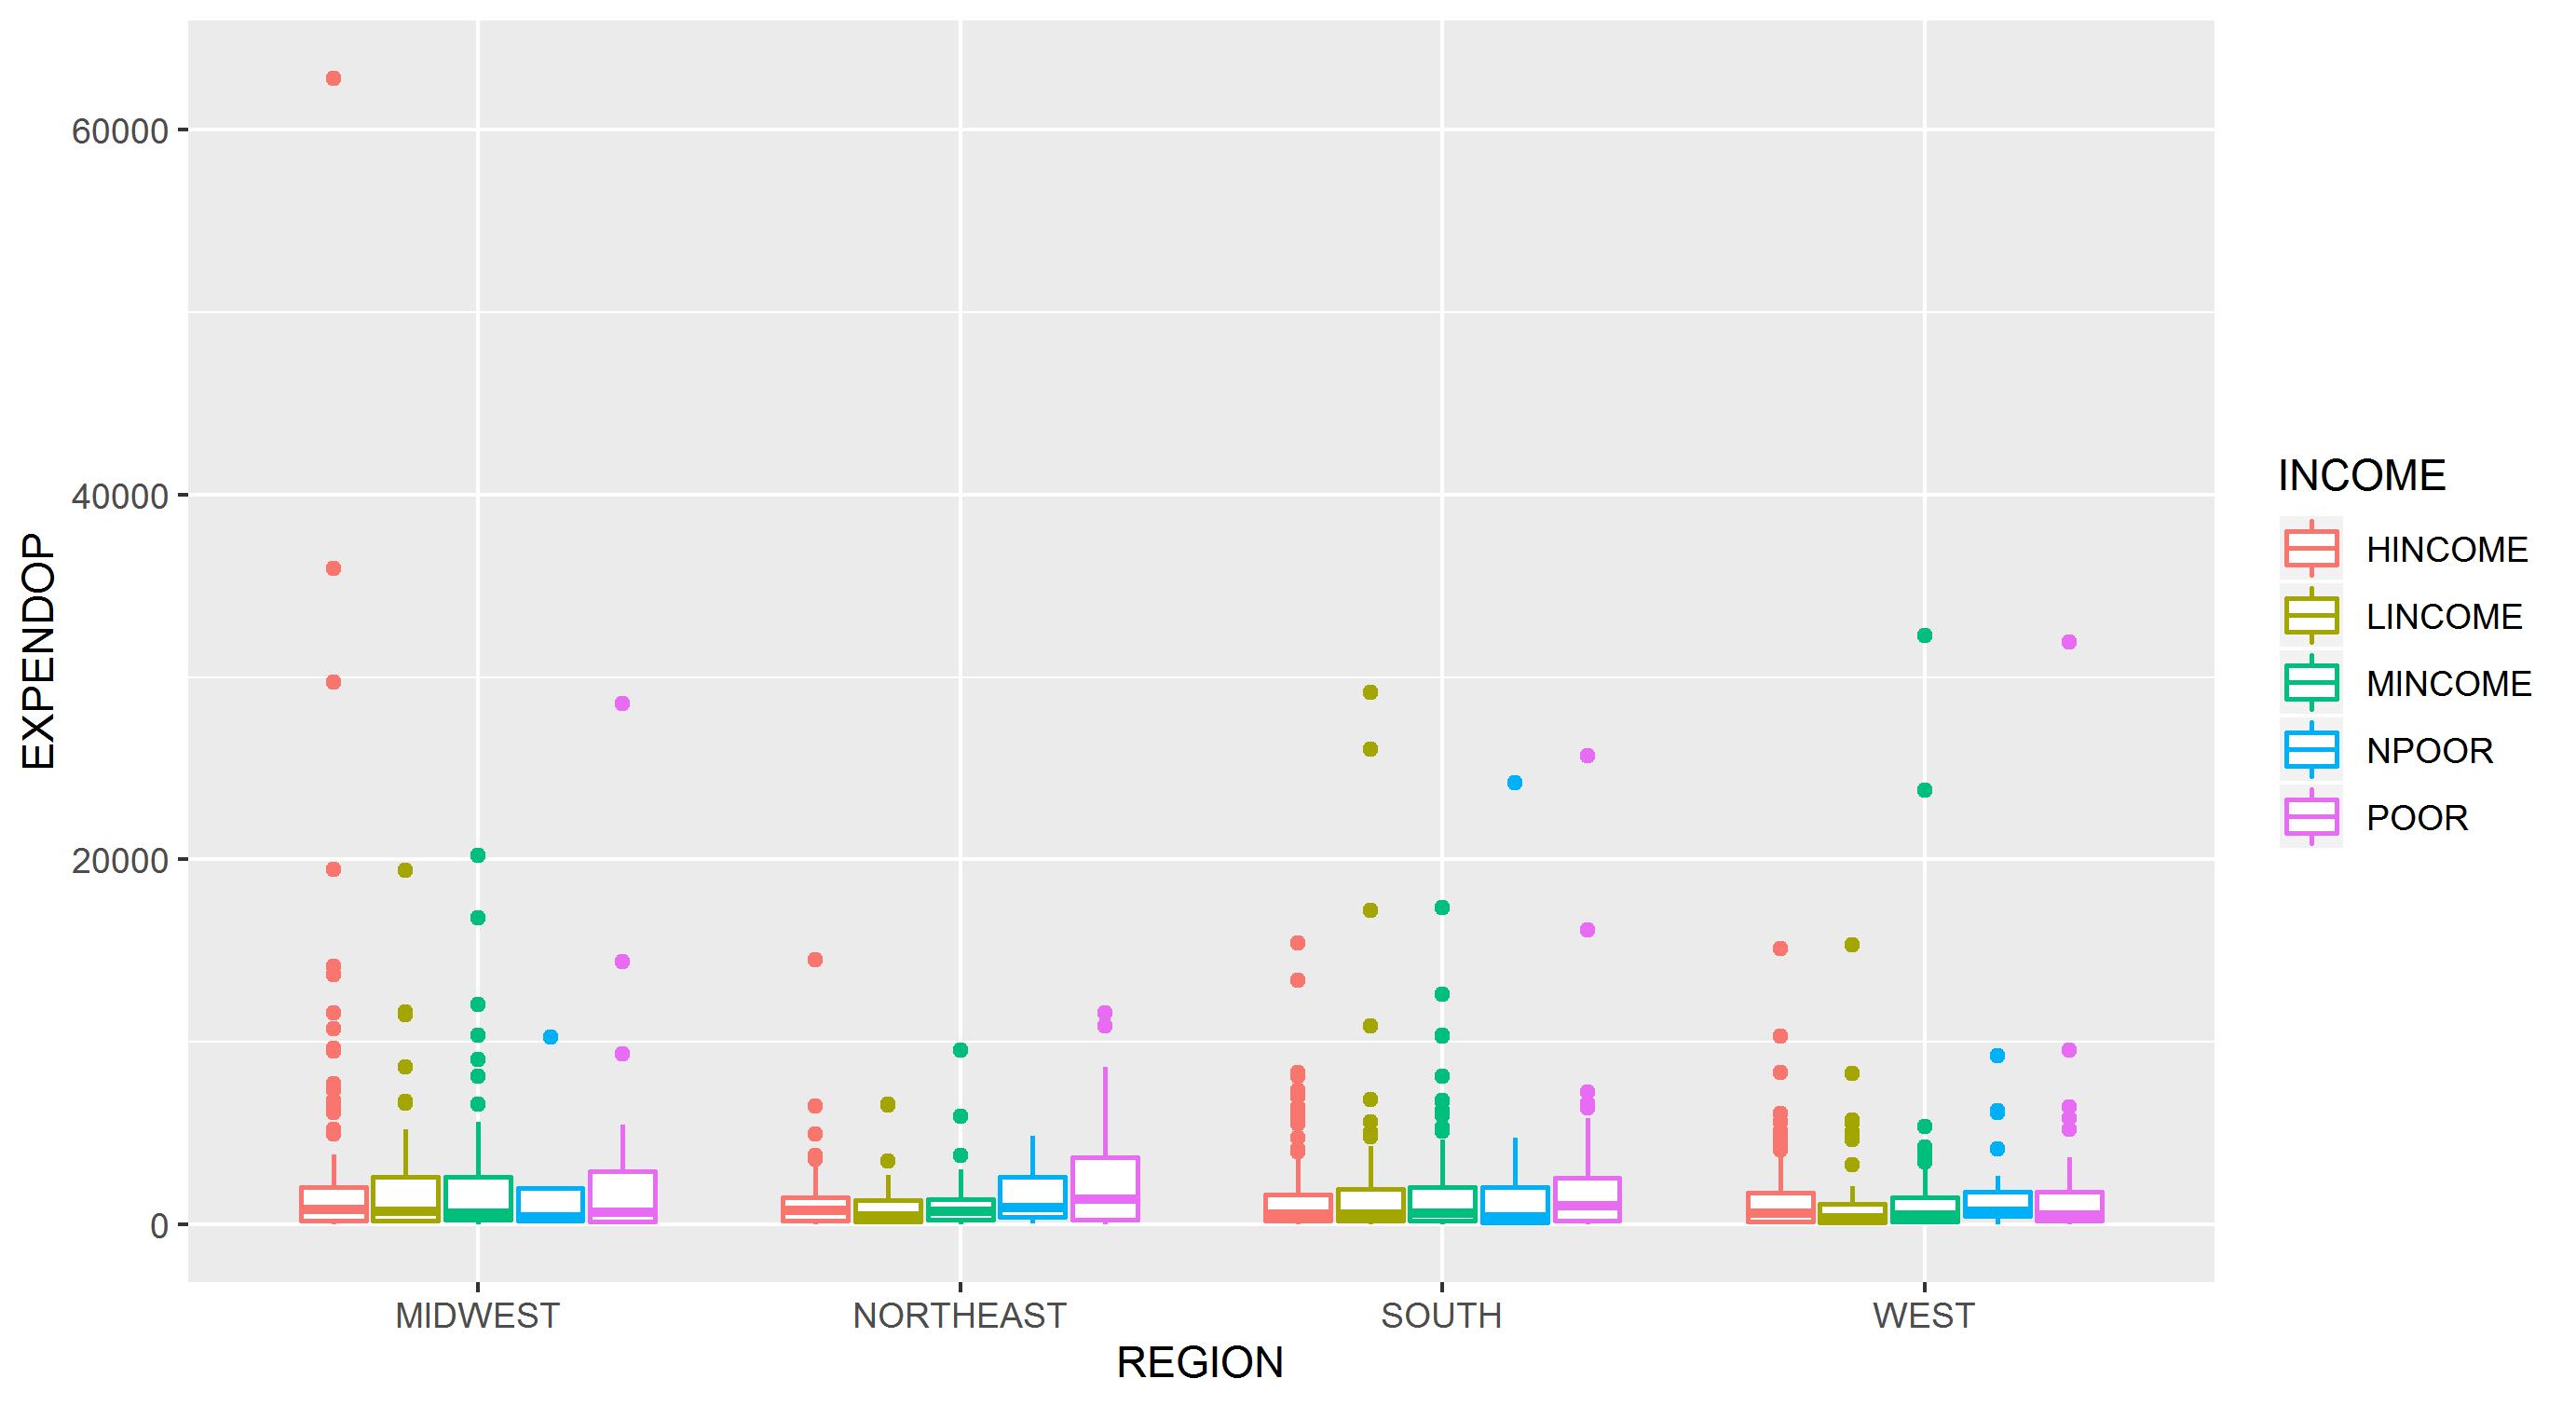 60000
40000
20000
0
EXPENDOP
MIDWEST
NORTHEAST
SOUTH
WEST
REGION
INCOME
HINCOME
LINCOME
MINCOME
NPOOR
POOR